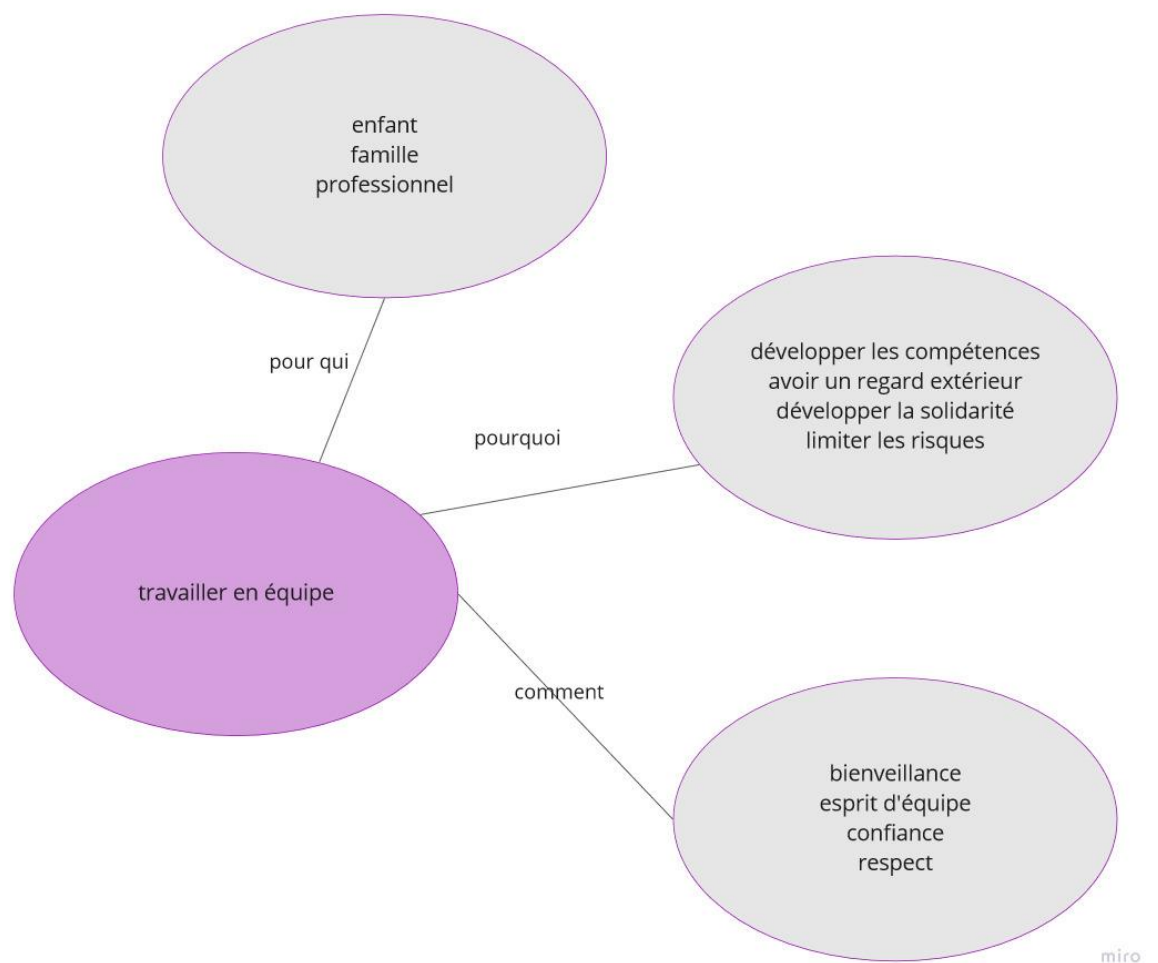 enfant
famille
professionnel
pour qui
développer les compétences
avoir un regard extérieur
développer la solidarité
limiter les risques
pourquoi
travailler en équipe
comment
bienveillance
esprit d'équipe
confiance
respect
miro